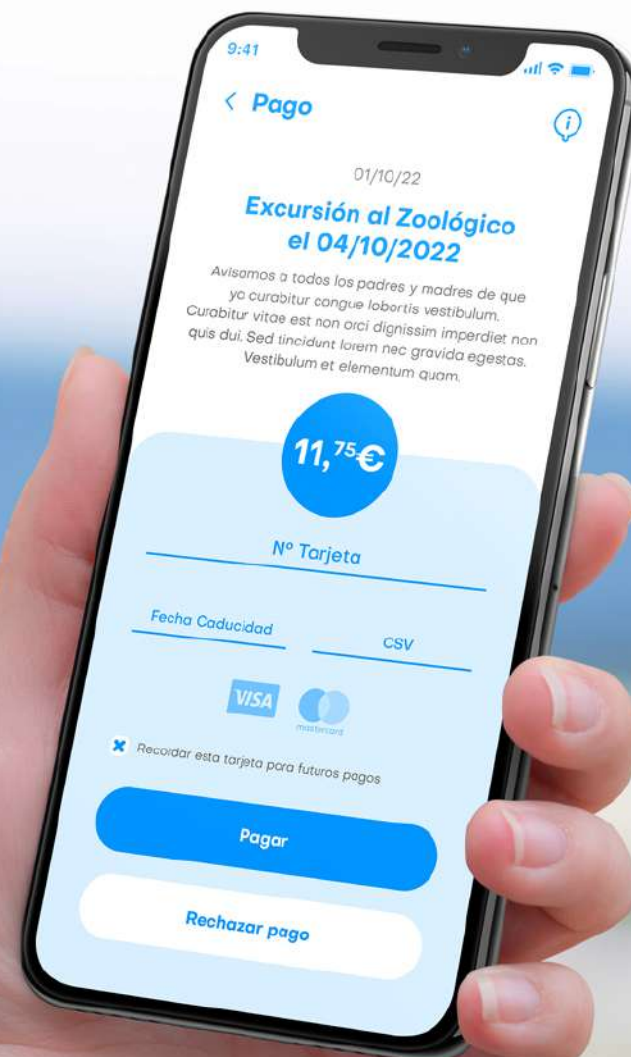 9:41
Pago
i
01/10/22
Excursión al Zoológico
el 04/10/2022
Avisamos a todos los padres y madres de que
ya curabitur congue lobortis vestibulum.
Curabitur vitae est non orci dignissim imperdiet non
quis dui. Sed tincidunt lorem nec gravida egestas.
Vestibulum et elementum quam.
11,75€
Nº Tarjeta
Fecha Caducidad CSV
VISA mastercard
Recordar esta tarjeta para futuros pagos
Pagar
Rechazar pago